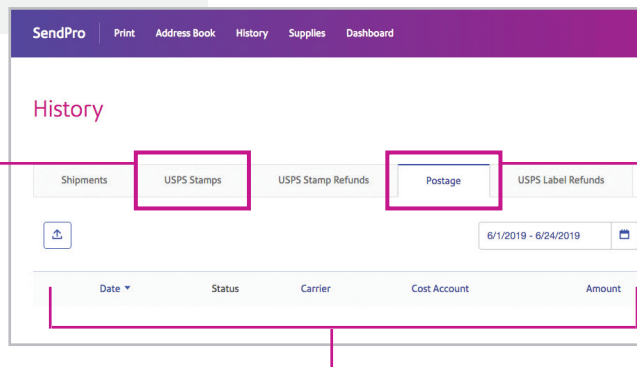 SendPro Print Address Book History Supplies Dashboard
History
Shipments USPS Stamps USPS Stamp Refunds Postage USPS Label Refunds
6/1/2019 - 6/24/2019
Date Status Carrier Cost Account Amount